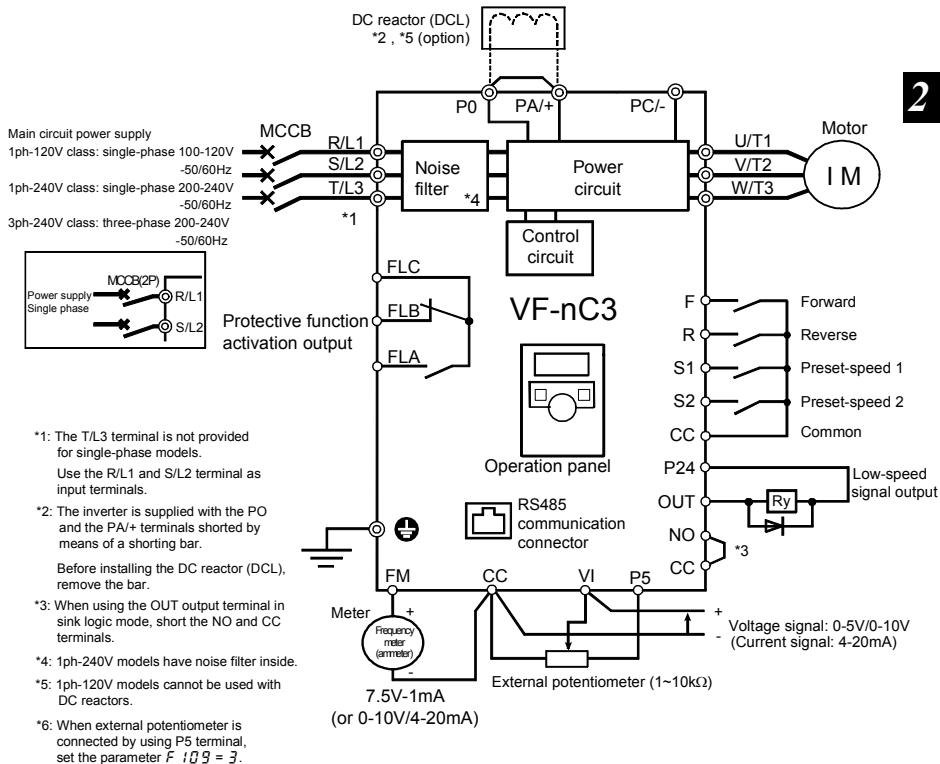 DC reactor (DCL)
*2 , *5 (option)
2
P0
PA/+
PC/-
Main circuit power supply
1ph-120V class: single-phase 100-120V
-50/60Hz
1ph-240V class: single-phase 200-240V
-50/60Hz
3ph-240V class: three-phase 200-240V
-50/60Hz
MCCB
R/L1
S/L2
T/L3
*1
Noise
filter
*4
Power
circuit
Control
circuit
U/T1
V/T2
W/T3
Motor
I M
MCCB(2P)
Power supply
Single phase
R/L1
S/L2
Protective function
activation output
FLC
FLB
FLA
VF-nC3
Operation panel
RS485
communication
connector
F
Forward
R
Reverse
S1
Preset-speed 1
S2
Preset-speed 2
CC
Common
P24
OUT
Ry
Low-speed
signal output
NO
CC
*3
*1: The T/L3 terminal is not provided
for single-phase models.
Use the R/L1 and S/L2 terminal as
input terminals.
*2: The inverter is supplied with the PO
and the PA/+ terminals shorted by
means of a shorting bar.
Before installing the DC reactor (DCL),
remove the bar.
*3: When using the OUT output terminal in
sink logic mode, short the NO and CC
terminals.
*4: 1ph-240V models have noise filter inside.
*5: 1ph-120V models cannot be used with
DC reactors.
*6: When external potentiometer is
connected by using P5 terminal,
set the parameter F 109 = 3.
FM
CC
VI
P5
Meter
+
Frequency
meter
(ammeter)
-
7.5V-1mA
(or 0-10V/4-20mA)
External potentiometer (1~10kΩ)
+
-
Voltage signal: 0-5V/0-10V
(Current signal: 4-20mA)